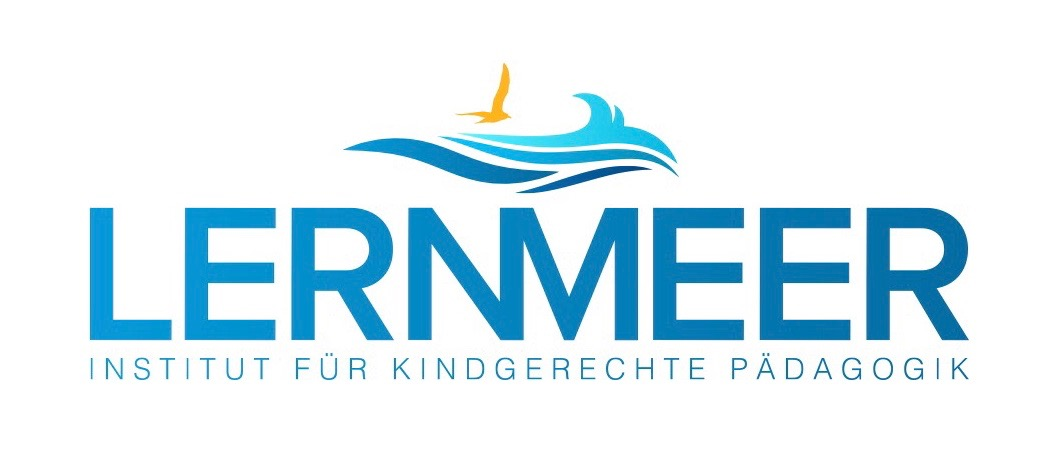 LERNMEER
INSTITUT FÜR KINDGERECHTE PÄDAGOGIK